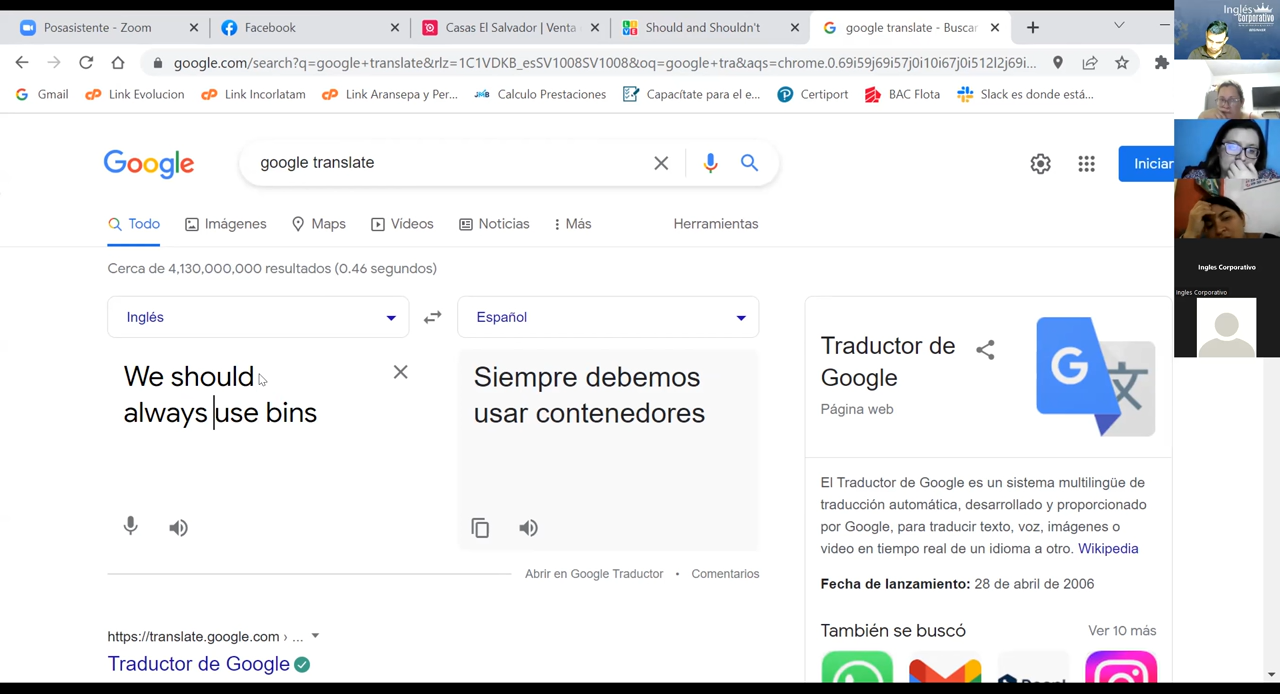 Posasistente - Zoom
Facebook
Casas El Salvador | Venta
Should and Shouldn't
google translate - Buscar
google.com/search?q=google+translate&rlz=1C1VDKB_esSV1008SV1008&oq=google+tra&aqs=chrome.0.69i59j69i57j0i10i67j0i512l2j69i...
Gmail
Link Evolucion
Link Incorlatam
Link Aransepa y Per...
Calculo Prestaciones
Capacítate para el e...
Certiport
BAC Flota
Slack es donde está...
Inglés
Corporativo
Google
google translate
Iniciar
Todo
Imágenes
Maps
Vídeos
Noticias
Más
Herramientas
Cerca de 4,130,000,000 resultados (0.46 segundos)
Ingles Corporativo
Ingles Corporativo
Inglés
Español
We should
always use bins
Siempre debemos
usar contenedores
Traductor de
Google
Página web
G
文
El Traductor de Google es un sistema multilingüe de
traducción automática, desarrollado y proporcionado
por Google, para traducir texto, voz, imágenes o
video en tiempo real de un idioma a otro. Wikipedia
Abrir en Google Traductor • Comentarios
Fecha de lanzamiento: 28 de abril de 2006
También se buscó
Ver 10 más
https://translate.google.com › ...
Traductor de Google